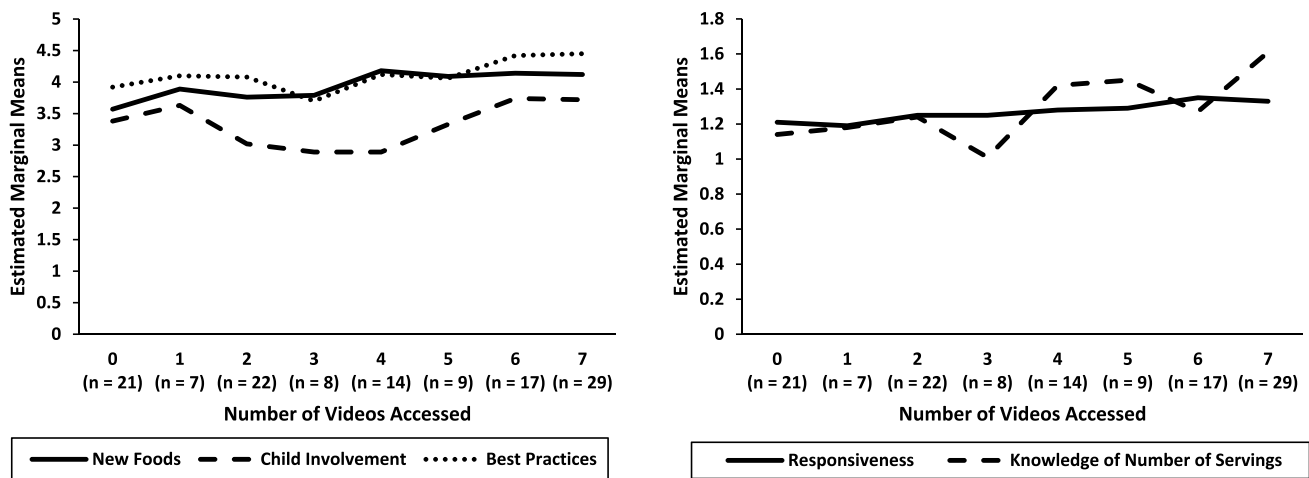 Estimated Marginal Means
5
4.5
4
3.5
3
2.5
2
1.5
1
0.5
0
0 1 2 3 4 5 6 7
(n = 21) (n = 7) (n = 22) (n = 8) (n = 14) (n = 9) (n = 17) (n = 29)
Number of Videos Accessed
New Foods Child Involvement Best Practices
Estimated Marginal Means
1.8
1.6
1.4
1.2
1
0.8
0.6
0.4
0.2
0
0 1 2 3 4 5 6 7
(n = 21) (n = 7) (n = 22) (n = 8) (n = 14) (n = 9) (n = 17) (n = 29)
Number of Videos Accessed
Responsiveness Knowledge of Number of Servings